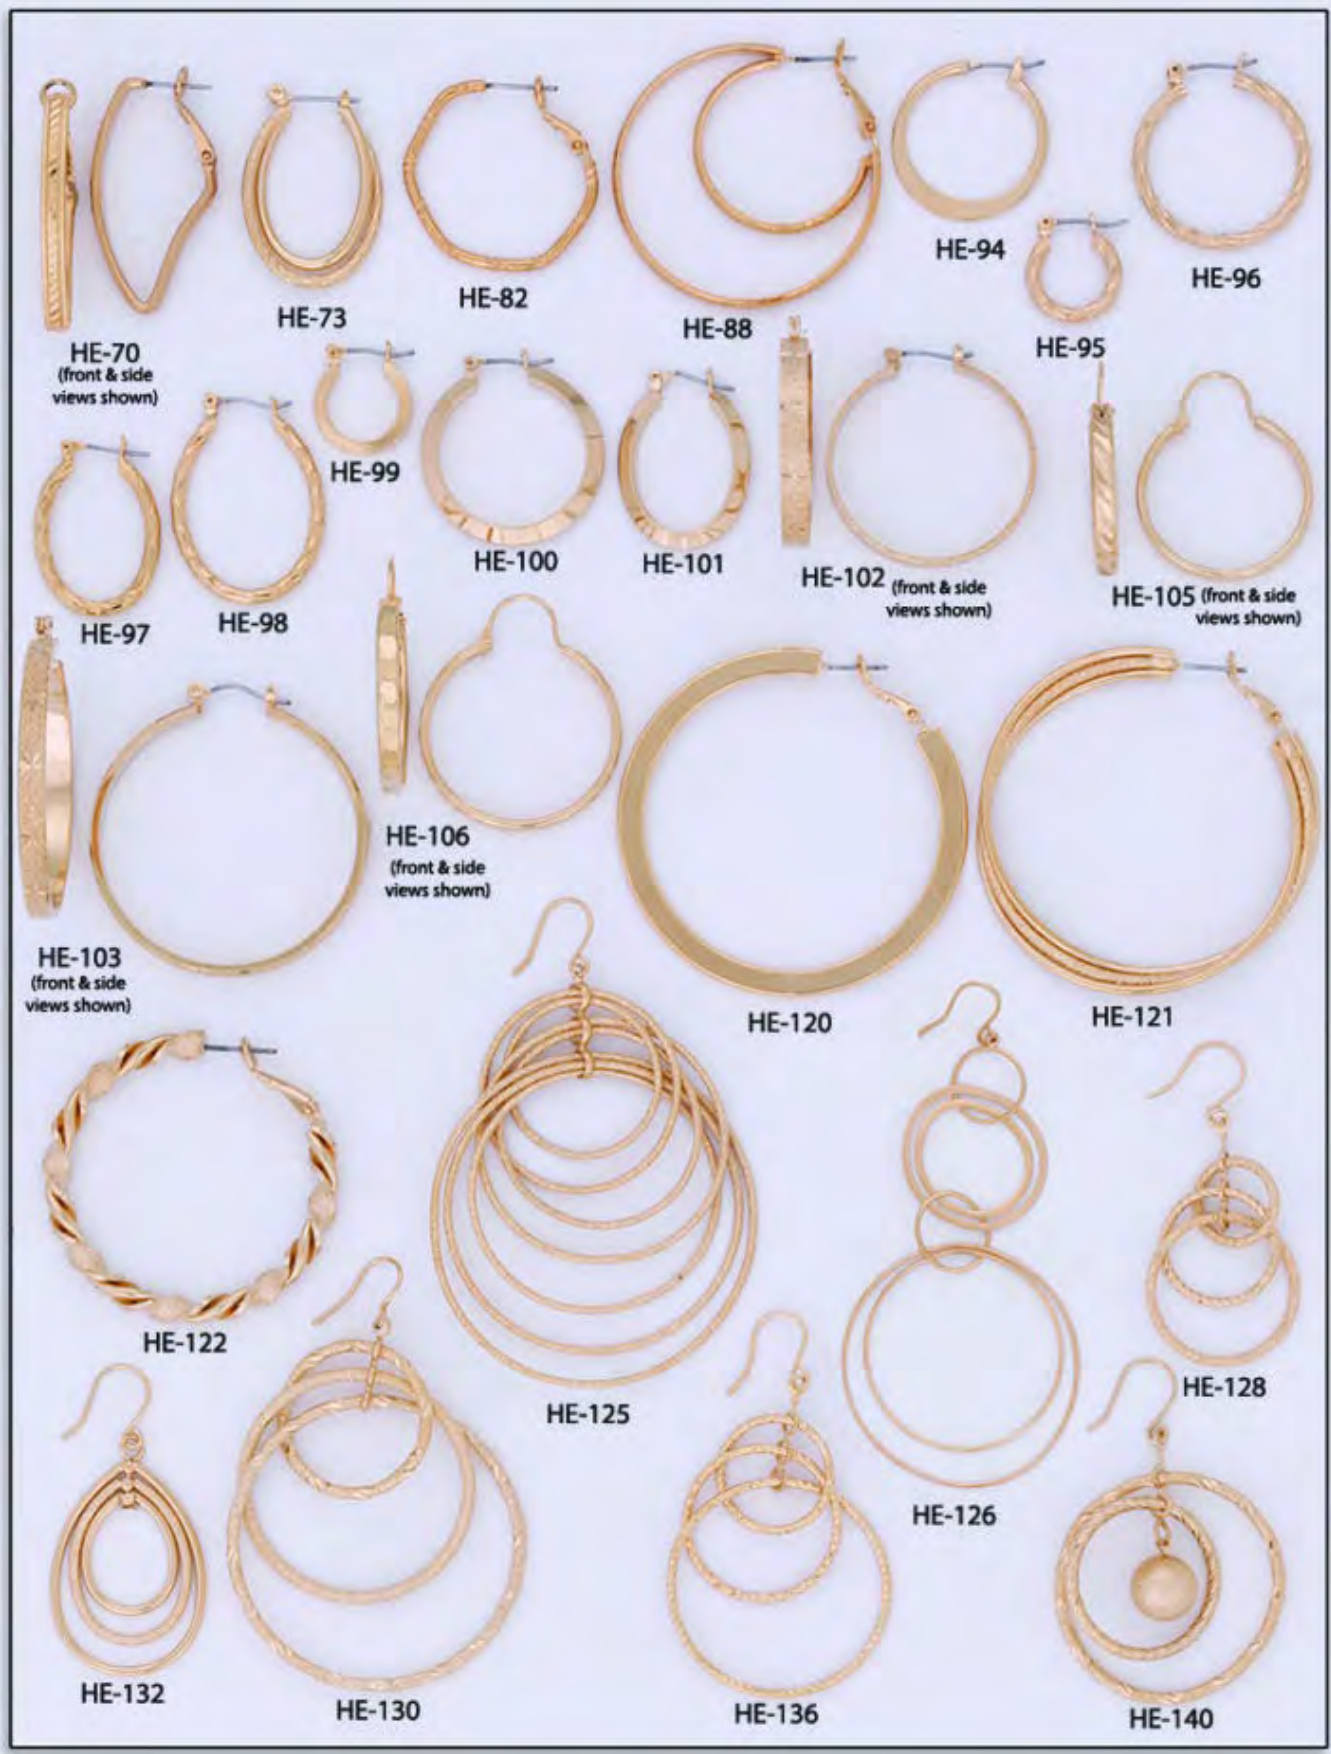 HE-70
(front & side
views shown)
HE-73
HE-82
HE-88
HE-94
HE-95
HE-96
HE-97
HE-98
HE-99
HE-100
HE-101
HE-102 (front & side
views shown)
HE-105 (front & side
views shown)
HE-103
(front & side
views shown)
HE-106
(front & side
views shown)
HE-120
HE-121
HE-122
HE-125
HE-126
HE-128
HE-132
HE-130
HE-136
HE-140